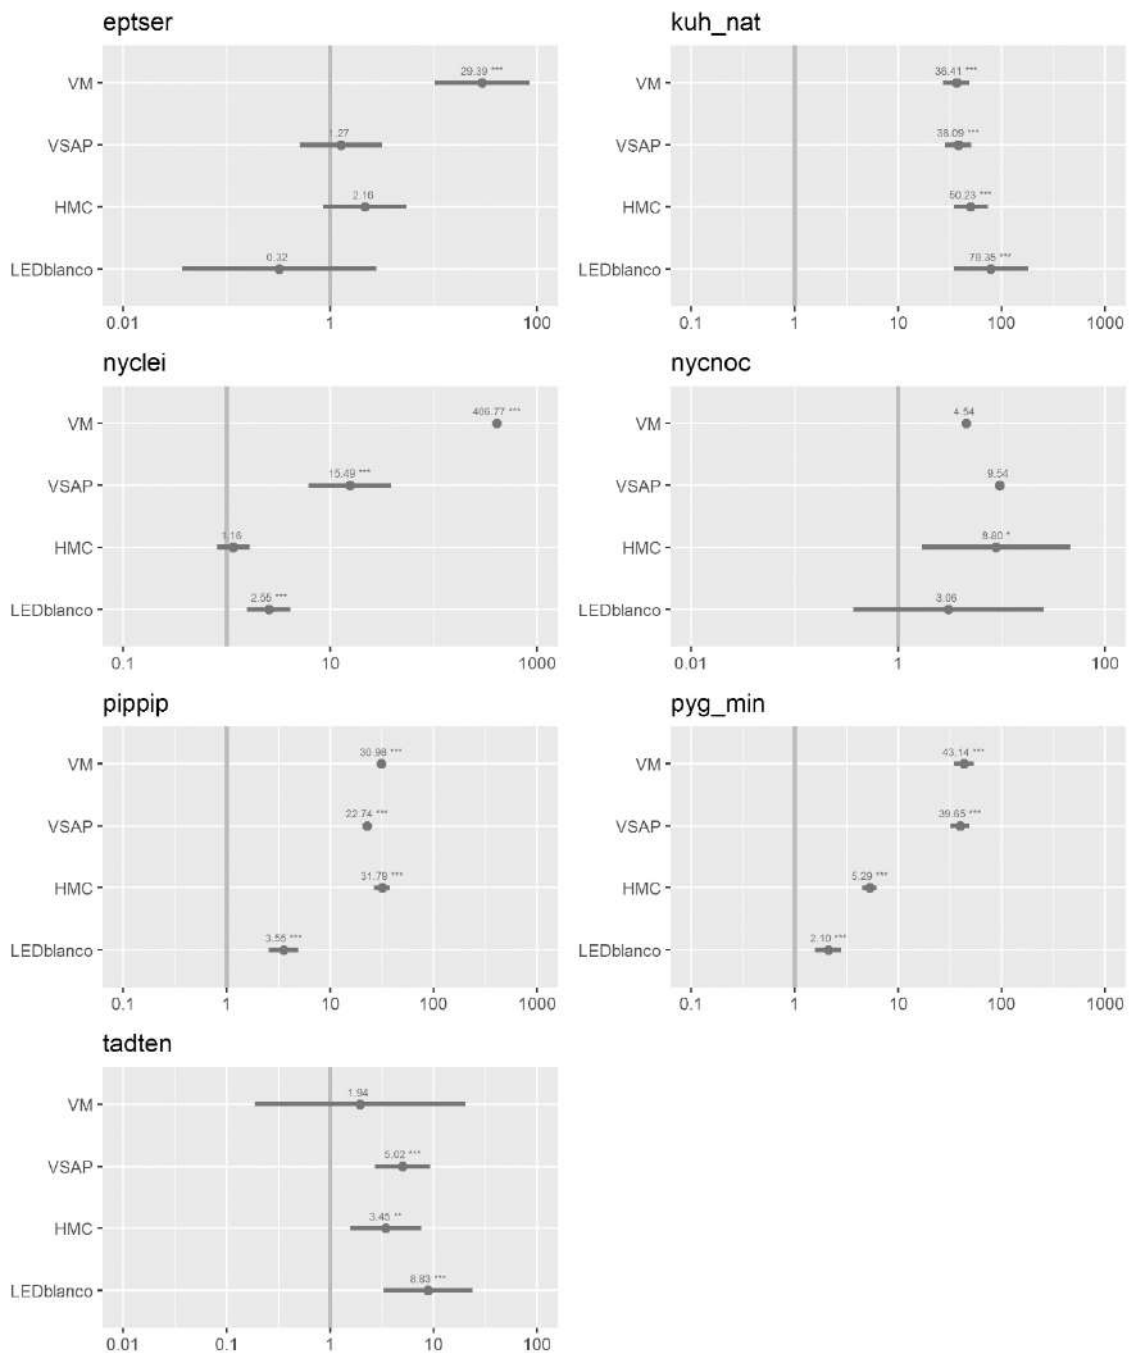 eptser
VM
29.39 ***
VSAP
1.27
HMC
2.16
LEDblanco
0.32
0.01 1 100
kuh_nat
VM
36.41 ***
VSAP
38.09 ***
HMC
50.23 ***
LEDblanco
78.35 ***
0.1 1 10 100 1000
nyclei
VM
406.77 ***
VSAP
15.49 ***
HMC
1.16
LEDblanco
2.55 ***
0.1 10 1000
nycnoc
VM
4.54
VSAP
9.54
HMC
8.80 *
LEDblanco
3.06
0.01 1 100
pippip
VM
30.98 ***
VSAP
22.74 ***
HMC
31.79 ***
LEDblanco
3.55 ***
0.1 1 10 100 1000
pyg_min
VM
43.14 ***
VSAP
39.65 ***
HMC
5.29 ***
LEDblanco
2.10 ***
0.1 1 10 100 1000
tadten
VM
1.94
VSAP
5.02 ***
HMC
3.45 **
LEDblanco
8.83 ***
0.01 0.1 1 10 100